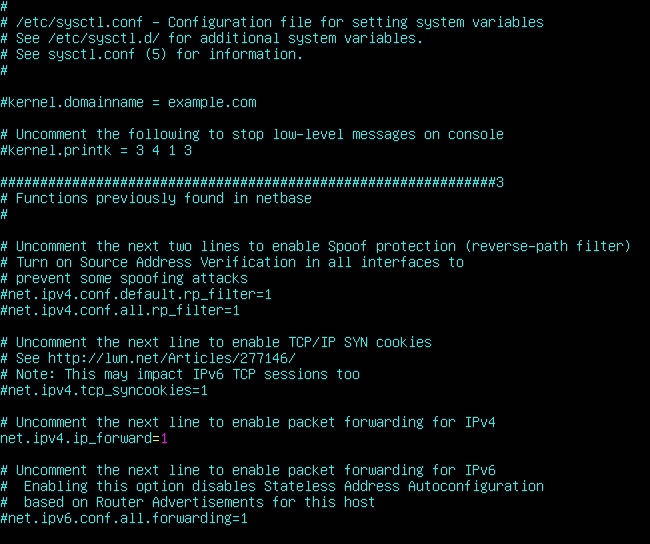 #
# /etc/sysctl.conf - Configuration file for setting system variables
# See /etc/sysctl.d/ for additional system variables.
# See sysctl.conf (5) for information.
#
#kernel.domainname = example.com
# Uncomment the following to stop low-level messages on console
#kernel.printk = 3 4 1 3
##############################################################3
# Functions previously found in netbase
#
# Uncomment the next two lines to enable Spoof protection (reverse-path filter)
# Turn on Source Address Verification in all interfaces to
# prevent some spoofing attacks
#net.ipv4.conf.default.rp_filter=1
#net.ipv4.conf.all.rp_filter=1
# Uncomment the next line to enable TCP/IP SYN cookies
# See http://lwn.net/Articles/277146/
# Note: This may impact IPv6 TCP sessions too
#net.ipv4.tcp_syncookies=1
# Uncomment the next line to enable packet forwarding for IPv4
net.ipv4.ip_forward=1
# Uncomment the next line to enable packet forwarding for IPv6
#  Enabling this option disables Stateless Address Autoconfiguration
#  based on Router Advertisements for this host
#net.ipv6.conf.all.forwarding=1